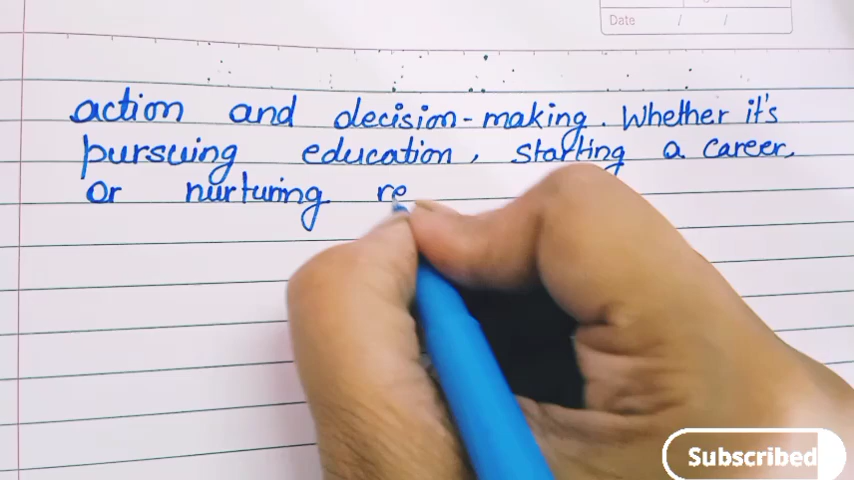 Date / /
action and decision-making. Whether it's
pursuing education, starting a career,
or nurturing re
Subscribed